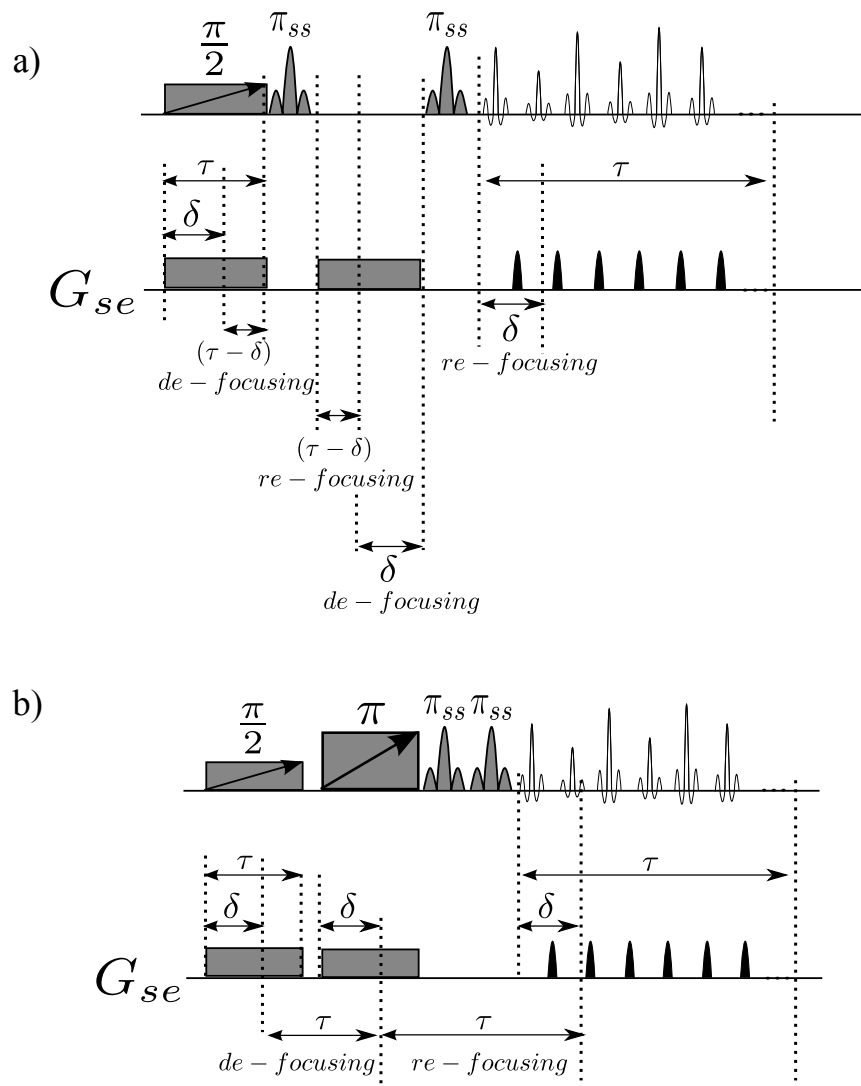 a)
π/2 π_ss π_ss
τ τ
δ
G_se
(τ − δ) δ
de − focusing re − focusing
(τ − δ)
re − focusing
δ
de − focusing
b)
π/2 π π_ss π_ss
τ τ
δ δ δ
G_se
τ τ
de − focusing re − focusing